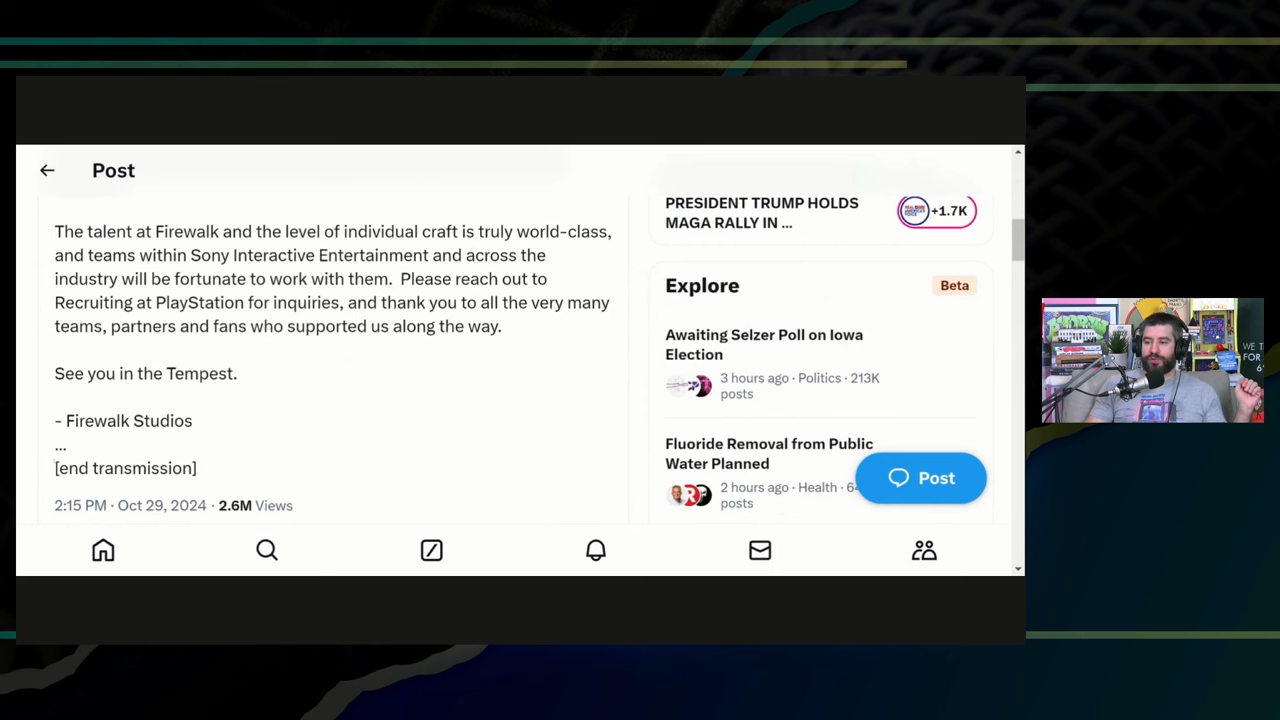 Post
The talent at Firewalk and the level of individual craft is truly world-class,
and teams within Sony Interactive Entertainment and across the
industry will be fortunate to work with them.  Please reach out to
Recruiting at PlayStation for inquiries, and thank you to all the very many
teams, partners and fans who supported us along the way.
See you in the Tempest.
- Firewalk Studios
...
[end transmission]
2:15 PM · Oct 29, 2024 · 2.6M Views
PRESIDENT TRUMP HOLDS
MAGA RALLY IN ...
+1.7K
Explore
Beta
Awaiting Selzer Poll on Iowa
Election
3 hours ago · Politics · 213K
posts
Fluoride Removal from Public
Water Planned
2 hours ago · Health · 6
posts
Post
WE T
FOR